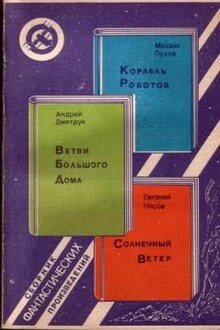 Михаил
Пухов
Корабль
Роботов
Андрей
Дмитрук
Ветви
Большого
Дома
Евгений
Носов
Солнечный
Ветер
СБОРНИК
ФАНТАСТИЧЕСКИХ
ПРОИЗВЕДЕНИЙ